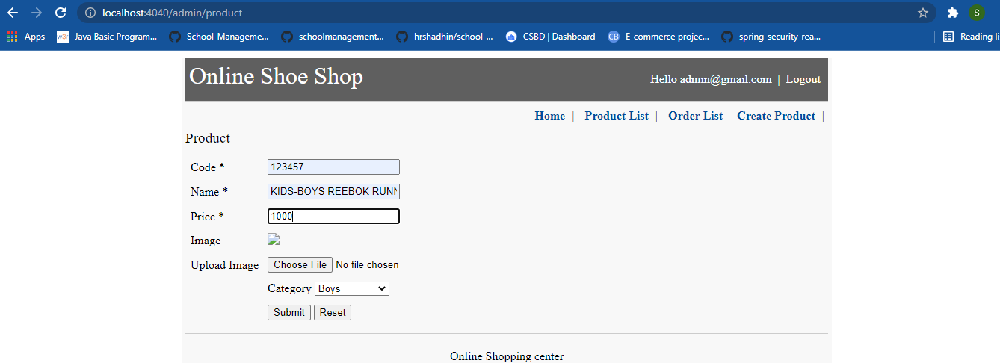 localhost:4040/admin/product
S
Apps w3r Java Basic Program... School-Manageme... schoolmanagement... hrshadhin/school-... CSBD | Dashboard CB E-commerce projec... spring-security-rea... Reading li
Online Shoe Shop
Hello admin@gmail.com | Logout
Home | Product List | Order List Create Product |
Product
Code * 123457
Name * KIDS-BOYS REEBOK RUNN
Price * 1000
Image
Upload Image Choose File No file chosen
Category Boys
Submit Reset
Online Shopping center